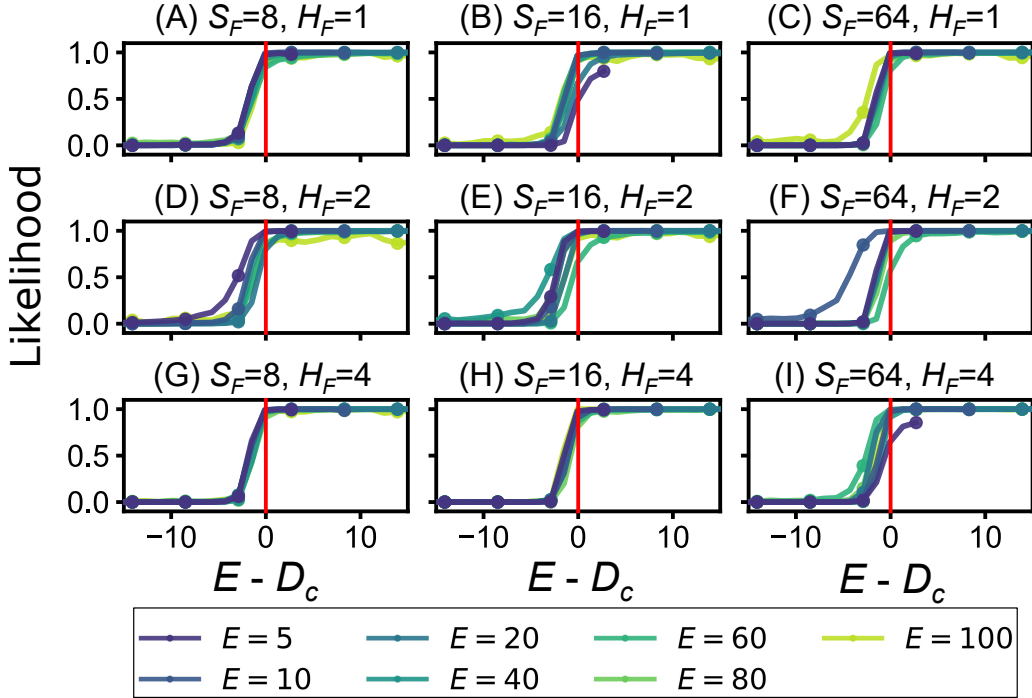 (A) S_F=8, H_F=1 (B) S_F=16, H_F=1 (C) S_F=64, H_F=1
1.0
0.5
0.0
−10 0 10 −10 0 10 −10 0 10
(D) S_F=8, H_F=2 (E) S_F=16, H_F=2 (F) S_F=64, H_F=2
1.0
0.5
0.0
Likelihood
(G) S_F=8, H_F=4 (H) S_F=16, H_F=4 (I) S_F=64, H_F=4
1.0
0.5
0.0
E - D_c E - D_c E - D_c
E = 5 E = 20 E = 60 E = 100
E = 10 E = 40 E = 80